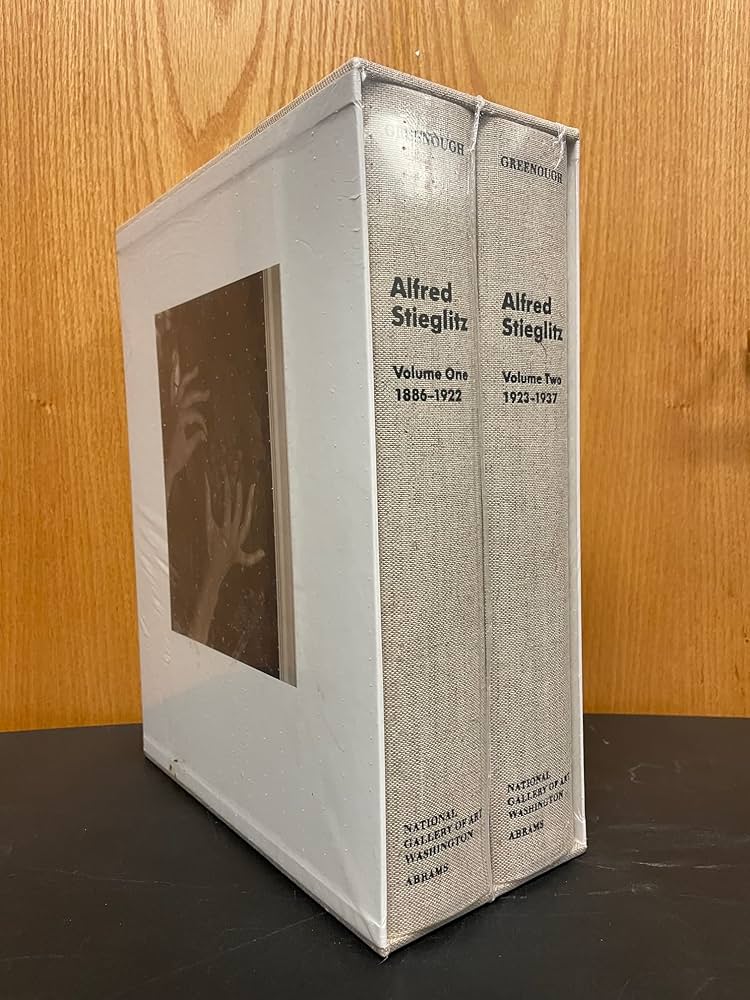 GREENOUGH
Alfred
Stieglitz
Volume One
1886–1922
NATIONAL
GALLERY OF ART
WASHINGTON
ABRAMS
GREENOUGH
Alfred
Stieglitz
Volume Two
1923–1937
NATIONAL
GALLERY OF ART
WASHINGTON
ABRAMS